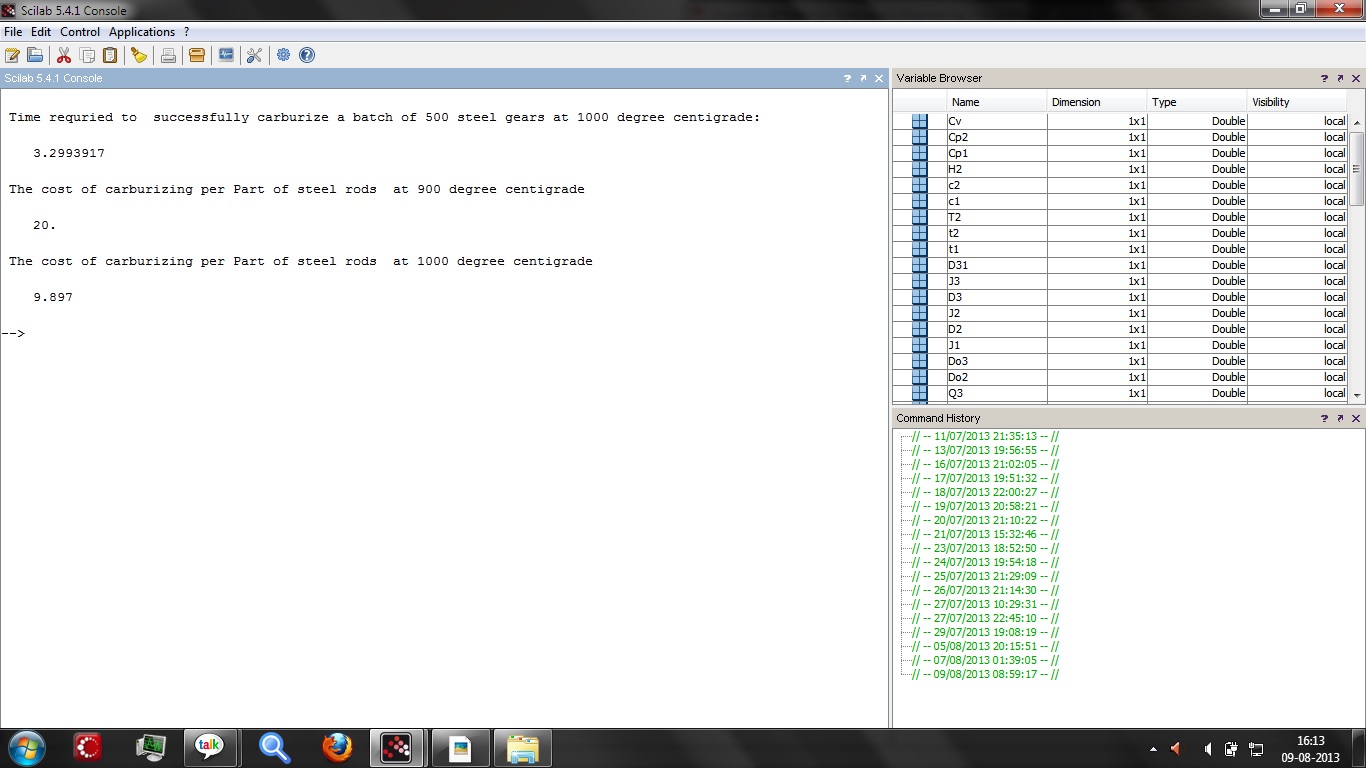 Scilab 5.4.1 Console
File Edit Control Applications ?
Scilab 5.4.1 Console
Time requried to  successfully carburize a batch of 500 steel gears at 1000 degree centigrade:
3.2993917
The cost of carburizing per Part of steel rods  at 900 degree centigrade
20.
The cost of carburizing per Part of steel rods  at 1000 degree centigrade
9.897
-->
Variable Browser
Name Dimension Type Visibility
Cv 1x1 Double local
Cp2 1x1 Double local
Cp1 1x1 Double local
H2 1x1 Double local
c2 1x1 Double local
c1 1x1 Double local
T2 1x1 Double local
t2 1x1 Double local
t1 1x1 Double local
D31 1x1 Double local
J3 1x1 Double local
D3 1x1 Double local
J2 1x1 Double local
D2 1x1 Double local
J1 1x1 Double local
Do3 1x1 Double local
Do2 1x1 Double local
Q3 1x1 Double local
Command History
// -- 11/07/2013 21:35:13 -- //
// -- 13/07/2013 19:56:55 -- //
// -- 16/07/2013 21:02:05 -- //
// -- 17/07/2013 19:51:32 -- //
// -- 18/07/2013 22:00:27 -- //
// -- 19/07/2013 20:58:21 -- //
// -- 20/07/2013 21:10:22 -- //
// -- 21/07/2013 15:32:46 -- //
// -- 23/07/2013 18:52:50 -- //
// -- 24/07/2013 19:54:18 -- //
// -- 25/07/2013 21:29:09 -- //
// -- 26/07/2013 21:14:30 -- //
// -- 27/07/2013 10:29:31 -- //
// -- 27/07/2013 22:45:10 -- //
// -- 29/07/2013 19:08:19 -- //
// -- 05/08/2013 20:15:51 -- //
// -- 07/08/2013 01:39:05 -- //
// -- 09/08/2013 08:59:17 -- //
talk
16:13
09-08-2013